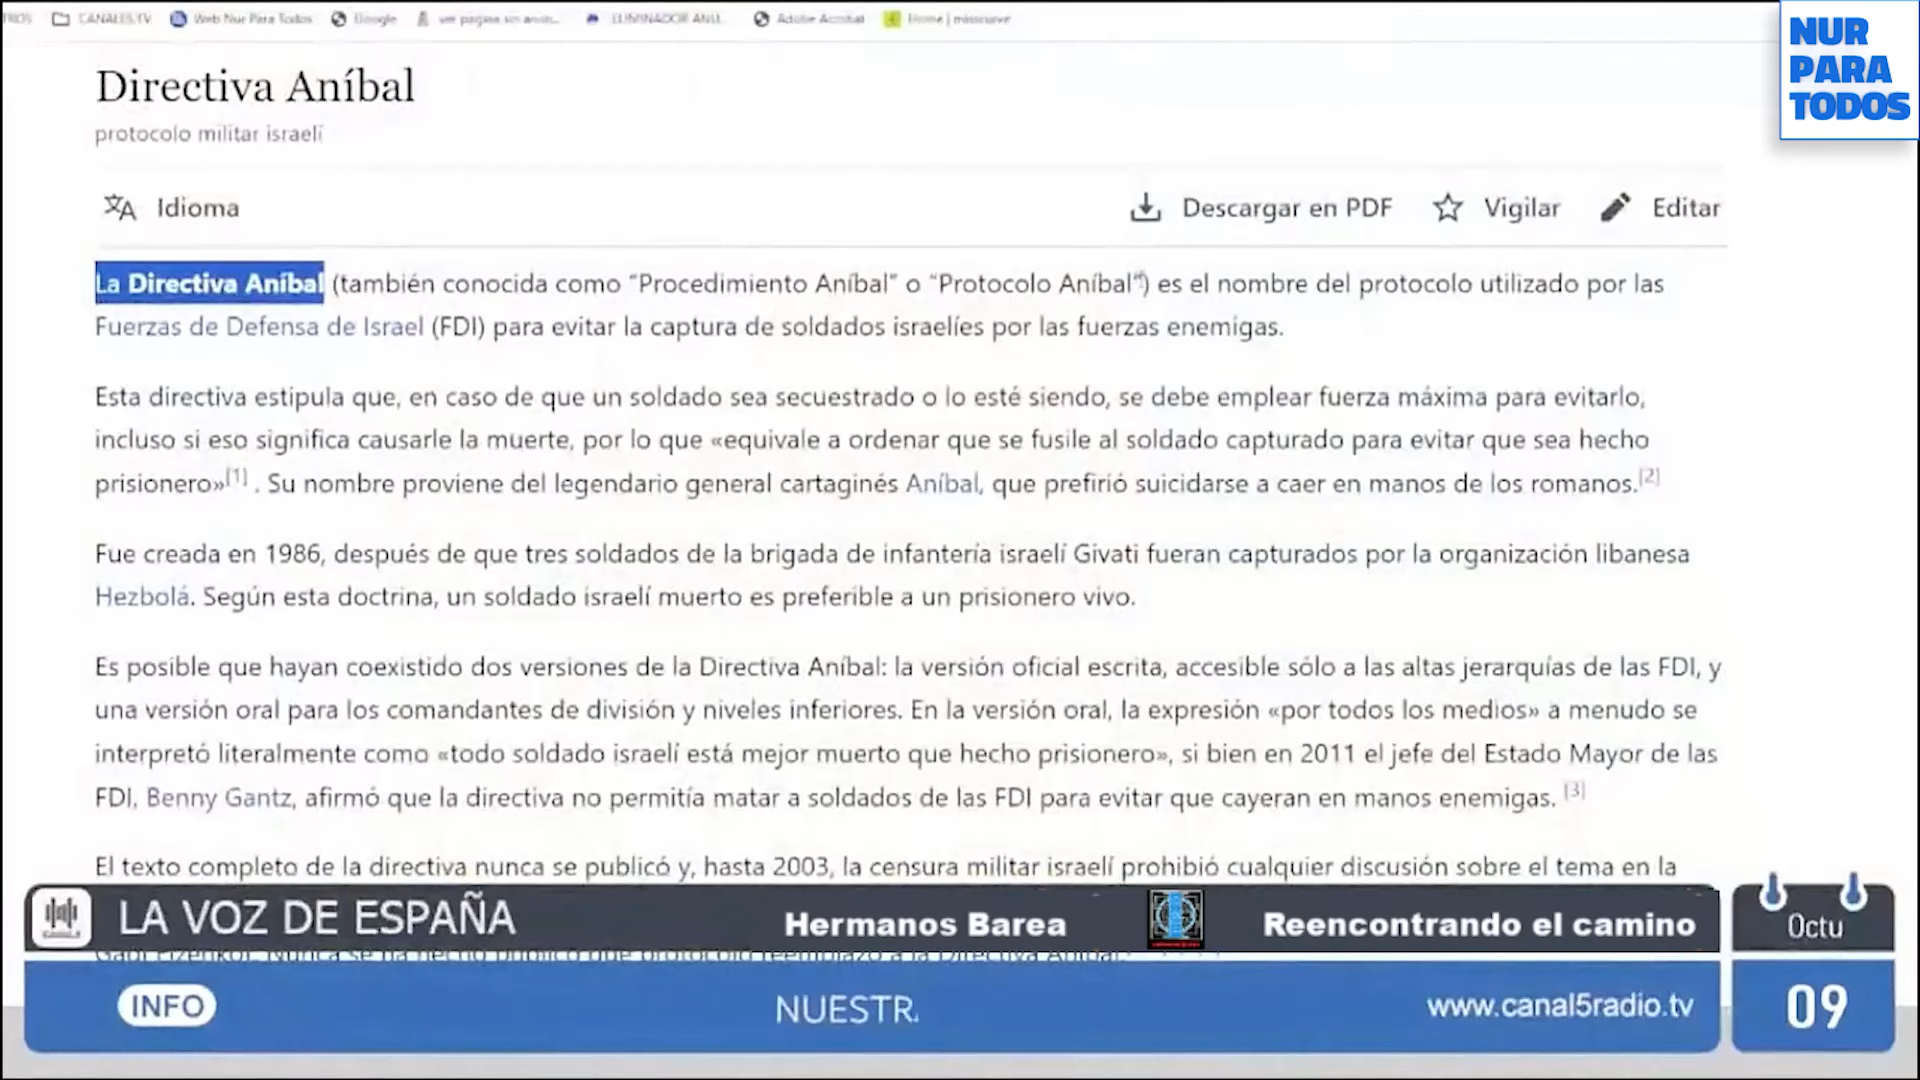 CANALES TV
Web Nur Para Todos
Google
Adobe Acrobat
NUR
PARA
TODOS
Directiva Aníbal
protocolo militar israelí
Idioma
Descargar en PDF
Vigilar
Editar
La Directiva Aníbal (también conocida como “Procedimiento Aníbal” o “Protocolo Aníbal”) es el nombre del protocolo utilizado por las
Fuerzas de Defensa de Israel (FDI) para evitar la captura de soldados israelíes por las fuerzas enemigas.
Esta directiva estipula que, en caso de que un soldado sea secuestrado o lo esté siendo, se debe emplear fuerza máxima para evitarlo,
incluso si eso significa causarle la muerte, por lo que «equivale a ordenar que se fusile al soldado capturado para evitar que sea hecho
prisionero»[1] . Su nombre proviene del legendario general cartaginés Aníbal, que prefirió suicidarse a caer en manos de los romanos.[2]
Fue creada en 1986, después de que tres soldados de la brigada de infantería israelí Givati fueran capturados por la organización libanesa
Hezbolá. Según esta doctrina, un soldado israelí muerto es preferible a un prisionero vivo.
Es posible que hayan coexistido dos versiones de la Directiva Aníbal: la versión oficial escrita, accesible sólo a las altas jerarquías de las FDI, y
una versión oral para los comandantes de división y niveles inferiores. En la versión oral, la expresión «por todos los medios» a menudo se
interpretó literalmente como «todo soldado israelí está mejor muerto que hecho prisionero», si bien en 2011 el jefe del Estado Mayor de las
FDI, Benny Gantz, afirmó que la directiva no permitía matar a soldados de las FDI para evitar que cayeran en manos enemigas. [3]
El texto completo de la directiva nunca se publicó y, hasta 2003, la censura militar israelí prohibió cualquier discusión sobre el tema en la
LA VOZ DE ESPAÑA
Hermanos Barea
Reencontrando el camino
Octu
09
INFO
NUESTR
www.canal5radio.tv